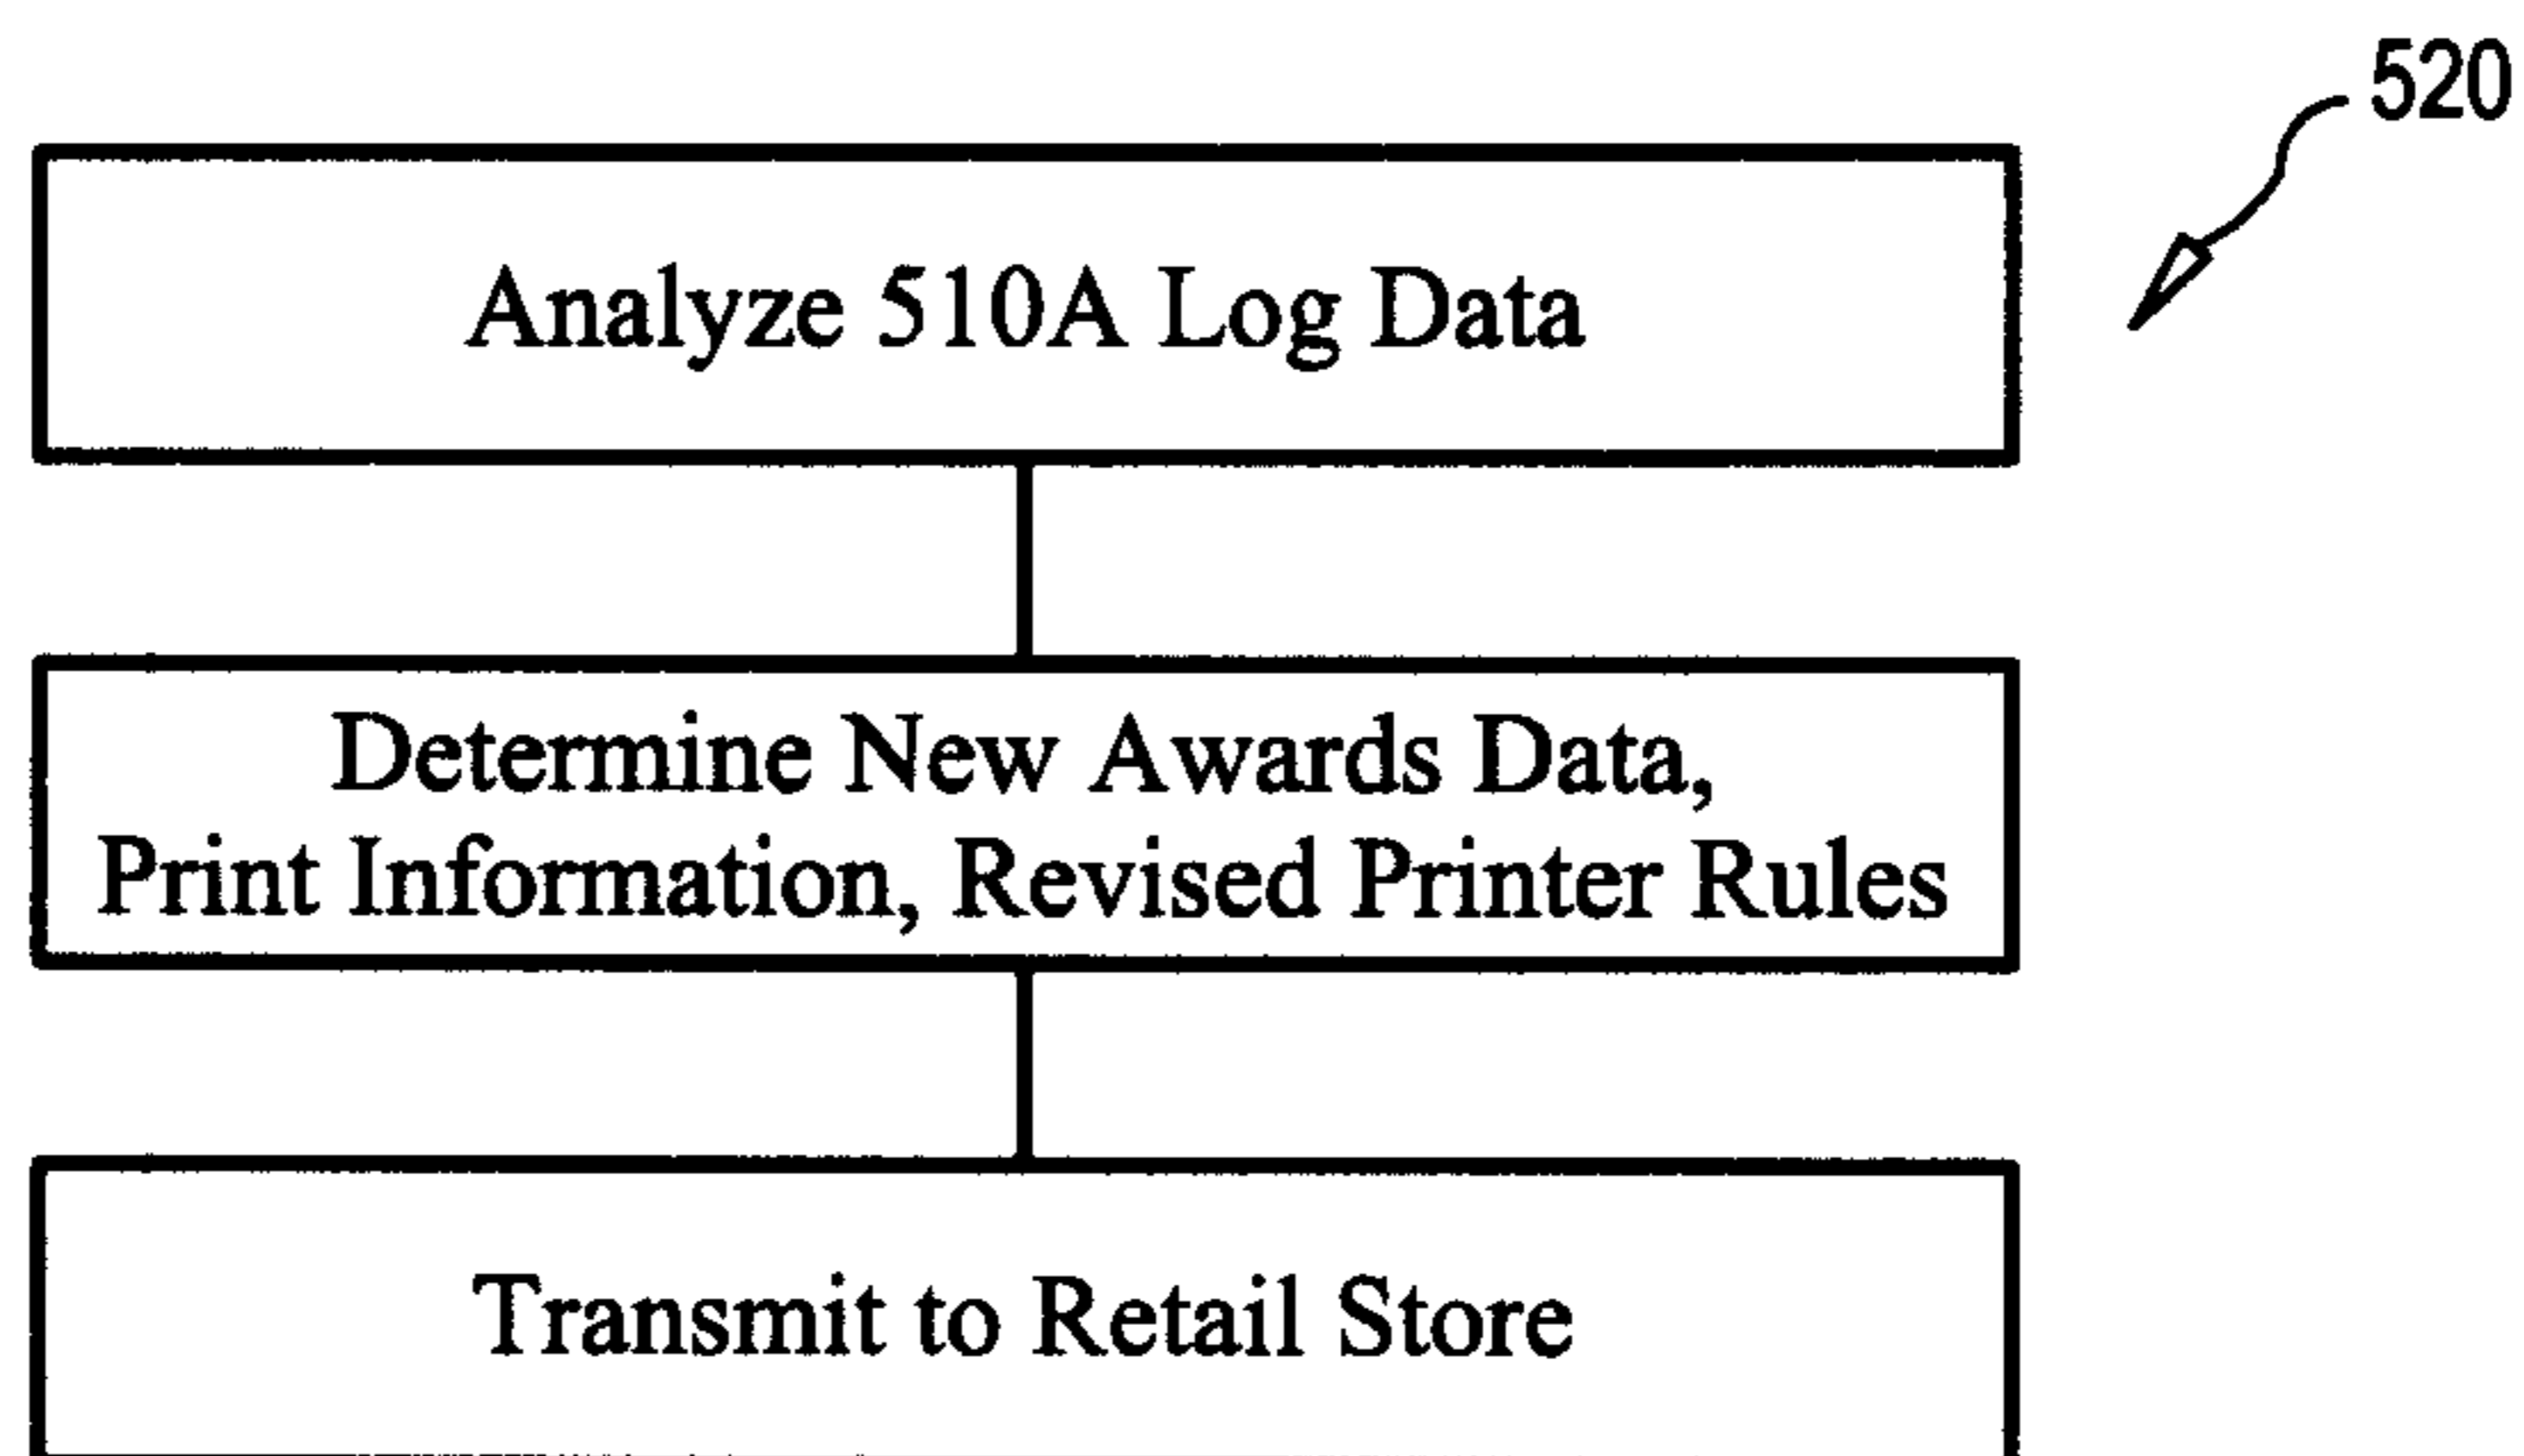 520
Analyze 510A Log Data
Determine New Awards Data,
Print Information, Revised Printer Rules
Transmit to Retail Store